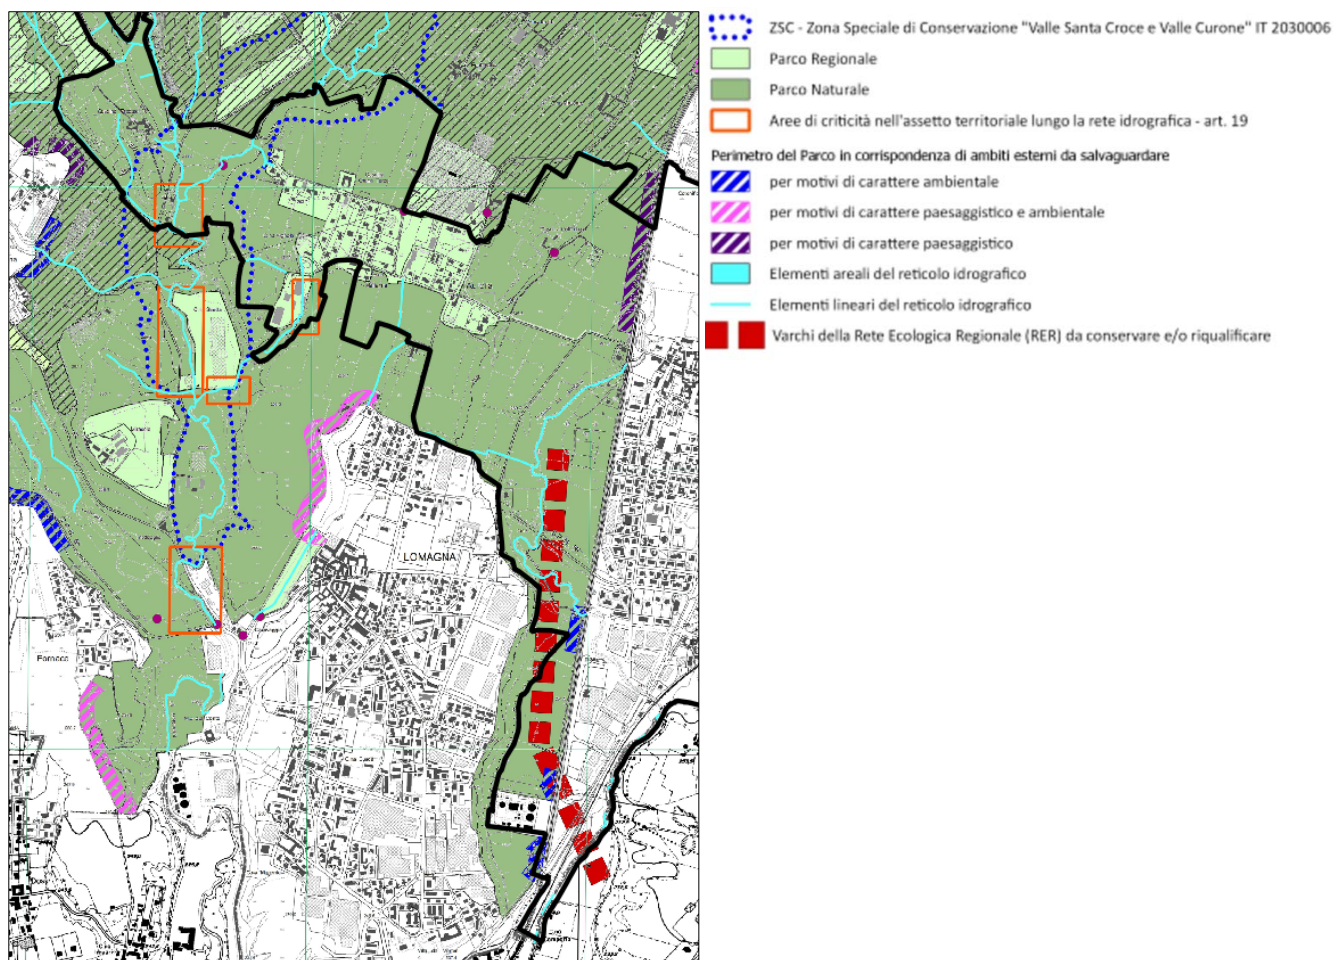 ZSC - Zona Speciale di Conservazione "Valle Santa Croce e Valle Curone" IT 2030006
Parco Regionale
Parco Naturale
Aree di criticità nell'assetto territoriale lungo la rete idrografica - art. 19
Perimetro del Parco in corrispondenza di ambiti esterni da salvaguardare
per motivi di carattere ambientale
per motivi di carattere paesaggistico e ambientale
per motivi di carattere paesaggistico
Elementi areali del reticolo idrografico
Elementi lineari del reticolo idrografico
Varchi della Rete Ecologica Regionale (RER) da conservare e/o riqualificare
LOMAGNA